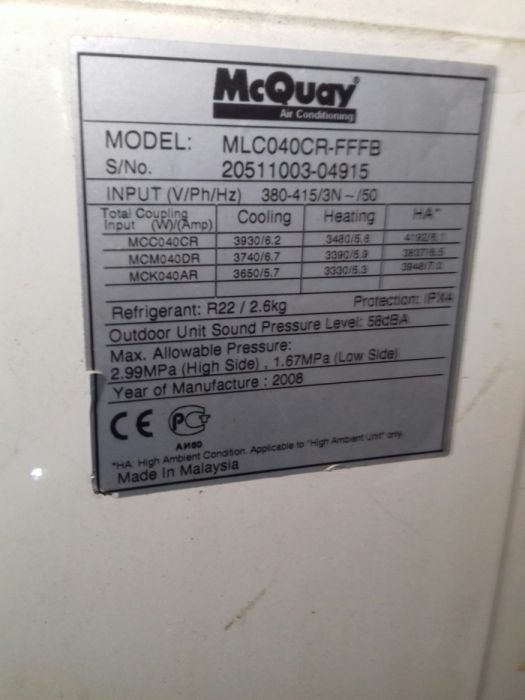 McQuay®
Air Conditioning
MODEL: MLC040CR-FFFB
S/No. 20511003-04915
INPUT (V/Ph/Hz) 380-415/3N~/50
Total Coupling Input (W)/(Amp) Cooling Heating HA*
MCC040CR 3930/6.2 3480/5.6
MCM040DR 3740/6.7 3390/5.9 3807/6.5
MCK040AR 3650/5.7 3330/5.3
Refrigerant: R22 / 2.6kg Protection: IPX4
Outdoor Unit Sound Pressure Level: 58dBA
Max. Allowable Pressure:
2.99MPa (High Side) , 1.67MPa (Low Side)
Year of Manufacture : 2008
CE РСТ
*HA: High Ambient Condition. Applicable to "High Ambient Unit" only.
Made In Malaysia